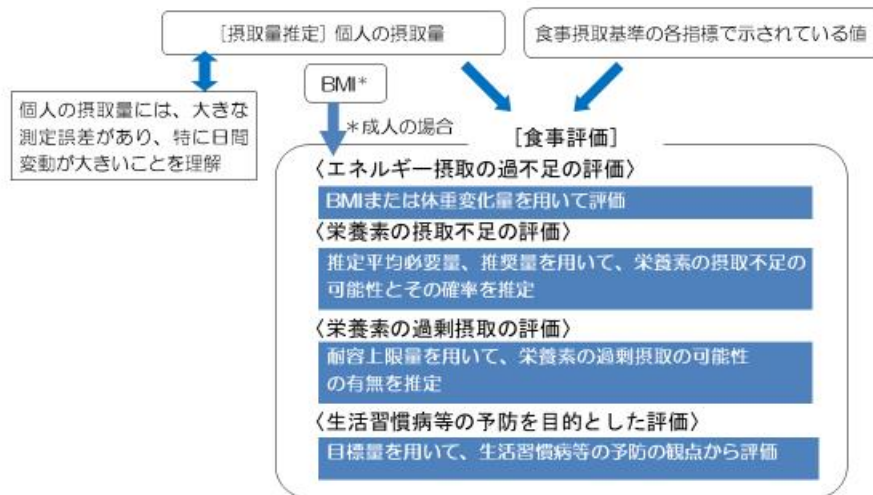 ［摂取量推定］個人の摂取量
食事摂取基準の各指標で示されている値
BMI*
個人の摂取量には、大きな
測定誤差があり、特に日間
変動が大きいことを理解
＊成人の場合
［食事評価］
〈エネルギー摂取の過不足の評価〉
BMIまたは体重変化量を用いて評価
〈栄養素の摂取不足の評価〉
推定平均必要量、推奨量を用いて、栄養素の摂取不足の
可能性とその確率を推定
〈栄養素の過剰摂取の評価〉
耐容上限量を用いて、栄養素の過剰摂取の可能性
の有無を推定
〈生活習慣病等の予防を目的とした評価〉
目標量を用いて、生活習慣病等の予防の観点から評価